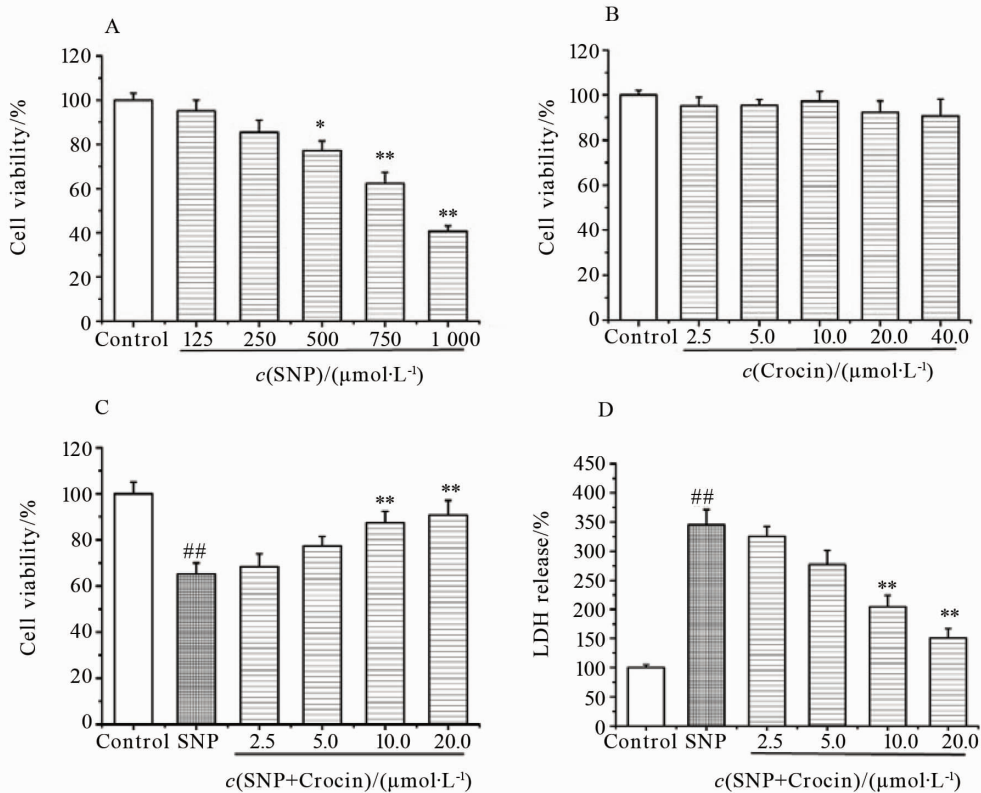 A
120
100
80
60
40
20
0
Cell viability/%
*
**
**
Control 125 250 500 750 1 000
c(SNP)/(μmol·L⁻¹)
B
120
100
80
60
40
20
0
Cell viability/%
Control 2.5 5.0 10.0 20.0 40.0
c(Crocin)/(μmol·L⁻¹)
C
120
100
80
60
40
20
0
Cell viability/%
##
**
**
Control SNP 2.5 5.0 10.0 20.0
c(SNP+Crocin)/(μmol·L⁻¹)
D
450
400
350
300
250
200
150
100
50
0
LDH release/%
##
**
**
Control SNP 2.5 5.0 10.0 20.0
c(SNP+Crocin)/(μmol·L⁻¹)